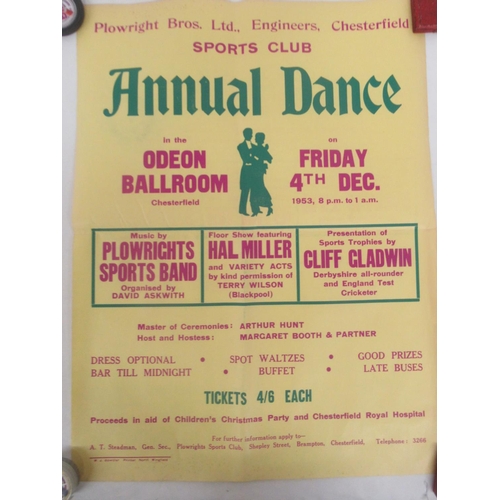 Plowright Bros. Ltd., Engineers, Chesterfield
SPORTS CLUB
Annual Dance
in the
ODEON
BALLROOM
Chesterfield
on
FRIDAY
4TH DEC.
1953, 8 p.m. to 1 a.m.
Music by
PLOWRIGHTS
SPORTS BAND
Organised by
DAVID ASKWITH
Floor Show featuring
HAL MILLER
and VARIETY ACTS
by kind permission of
TERRY WILSON
(Blackpool)
Presentation of
Sports Trophies by
CLIFF GLADWIN
Derbyshire all-rounder
and England Test
Cricketer
Master of Ceremonies: ARTHUR HUNT
Host and Hostess: MARGARET BOOTH & PARTNER
DRESS OPTIONAL • SPOT WALTZES • GOOD PRIZES
BAR TILL MIDNIGHT • BUFFET • LATE BUSES
TICKETS 4/6 EACH
Proceeds in aid of Children's Christmas Party and Chesterfield Royal Hospital
For further information apply to—
A. T. Steadman, Gen. Sec., Plowrights Sports Club, Shepley Street, Brampton, Chesterfield, Telephone: 3266